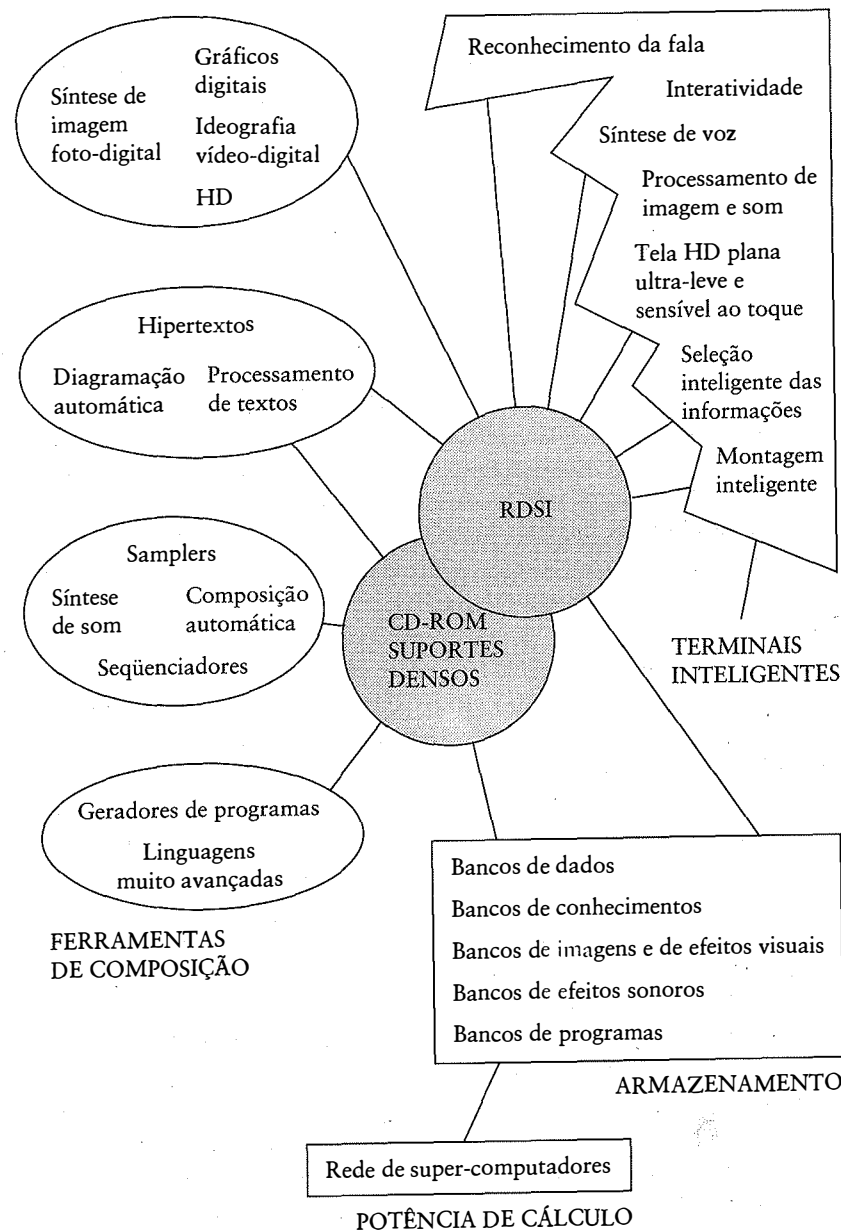 Síntese de
imagem
foto-digital
Gráficos
digitais
Ideografia
vídeo-digital
HD
Reconhecimento da fala
Interatividade
Síntese de voz
Processamento de
imagem e som
Tela HD plana
ultra-leve e
sensível ao toque
Seleção
inteligente das
informações
Montagem
inteligente
TERMINAIS
INTELIGENTES
Hipertextos
Diagramação
automática
Processamento
de textos
RDSI
Samplers
Síntese
de som
Composição
automática
Seqüenciadores
CD-ROM
SUPORTES
DENSOS
Geradores de programas
Linguagens
muito avançadas
FERRAMENTAS
DE COMPOSIÇÃO
Bancos de dados
Bancos de conhecimentos
Bancos de imagens e de efeitos visuais
Bancos de efeitos sonoros
Bancos de programas
ARMAZENAMENTO
Rede de super-computadores
POTÊNCIA DE CÁLCULO